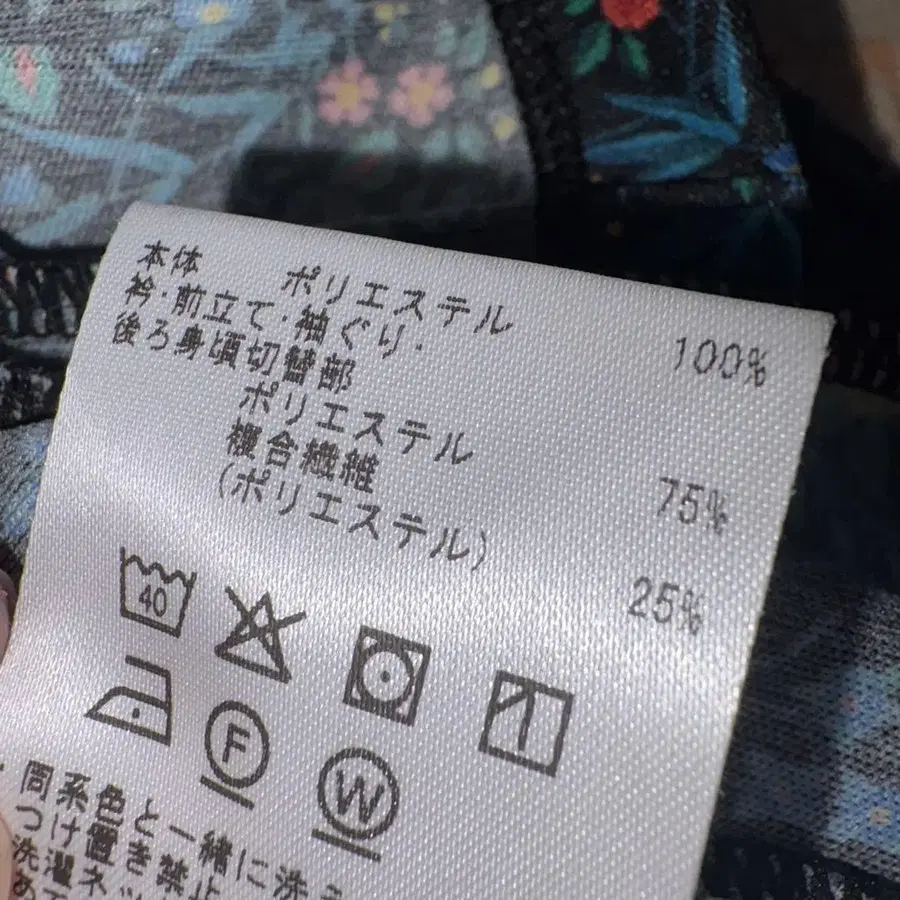 本体 ポリエステル 100%
衿・前立て・袖ぐり・
後ろ身頃切替部
ポリエステル 75%
複合繊維
(ポリエステル) 25%
40
F
W
・同系色と一緒に洗う
つけ置き禁止
洗濯ネッ